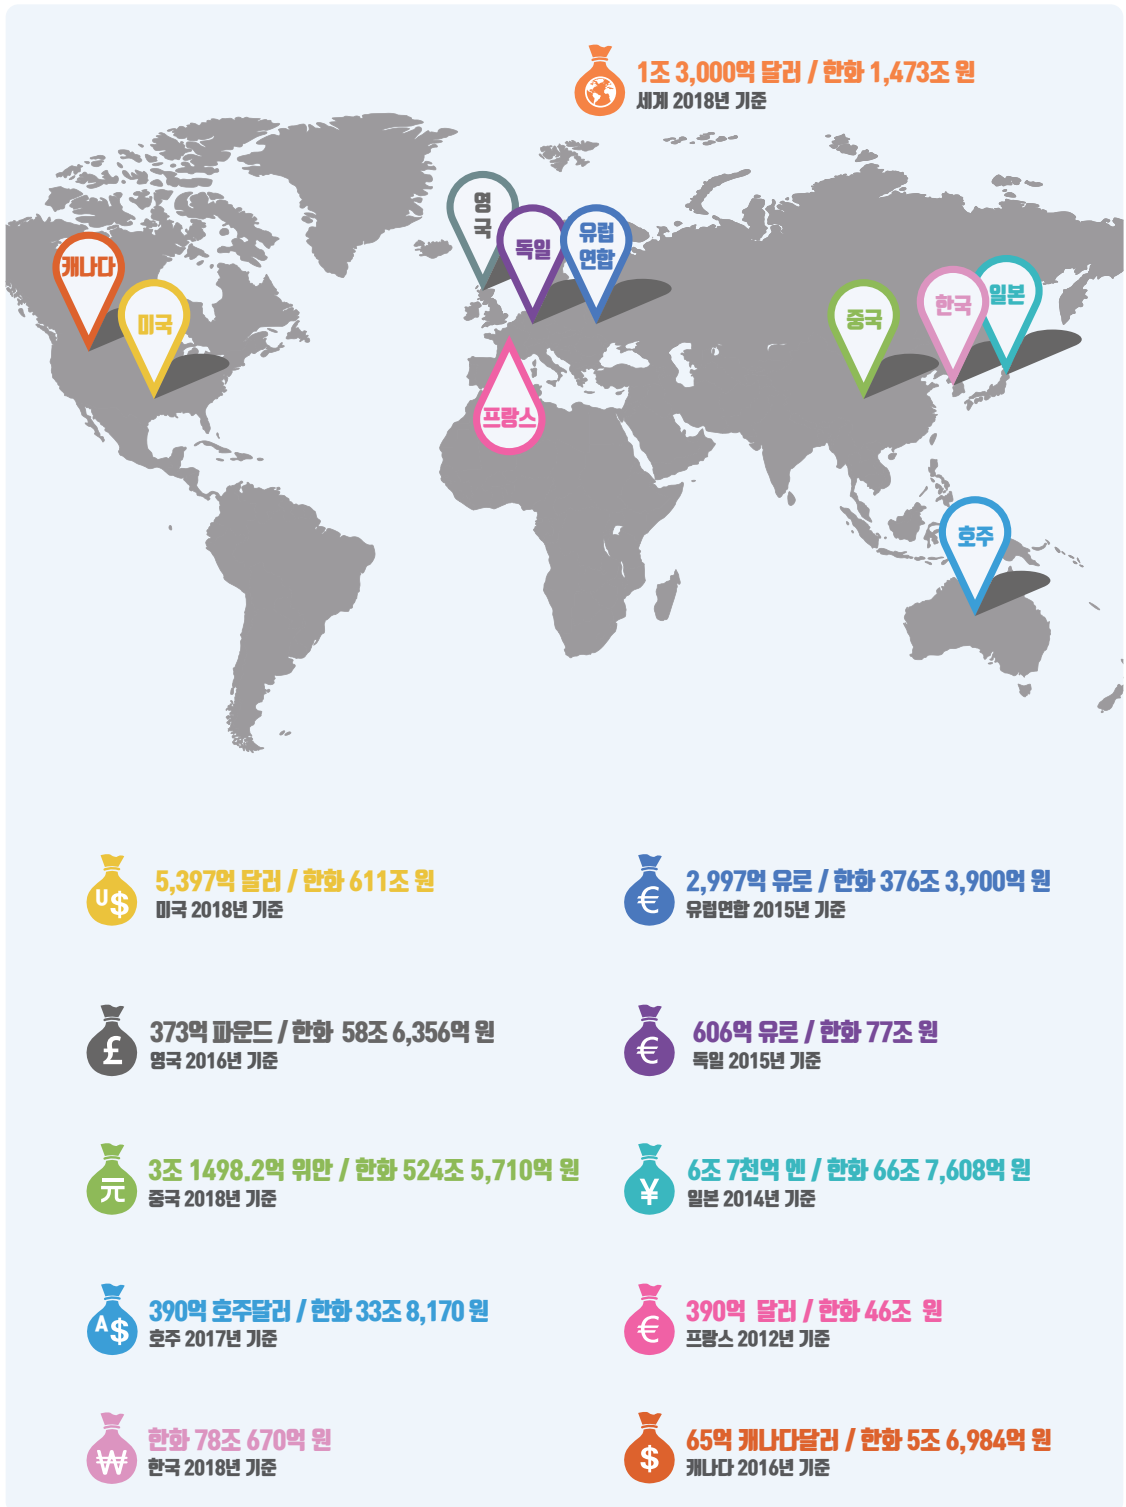 1조 3,000억 달러 / 한화 1,473조 원
세계 2018년 기준
영
국
독일
유럽
연합
캐나다
미국
중국
한국
일본
프랑스
호주
5,397억 달러 / 한화 611조 원
미국 2018년 기준
U$
2,997억 유로 / 한화 376조 3,900억 원
유럽연합 2015년 기준
€
373억 파운드 / 한화 58조 6,356억 원
영국 2016년 기준
£
606억 유로 / 한화 77조 원
독일 2015년 기준
€
3조 1498.2억 위안 / 한화 524조 5,710억 원
중국 2018년 기준
元
6조 7천억 엔 / 한화 66조 7,608억 원
일본 2014년 기준
¥
390억 호주달러 / 한화 33조 8,170 원
호주 2017년 기준
A$
390억 달러 / 한화 46조 원
프랑스 2012년 기준
€
한화 78조 670억 원
한국 2018년 기준
₩
65억 캐나다달러 / 한화 5조 6,984억 원
캐나다 2016년 기준
$